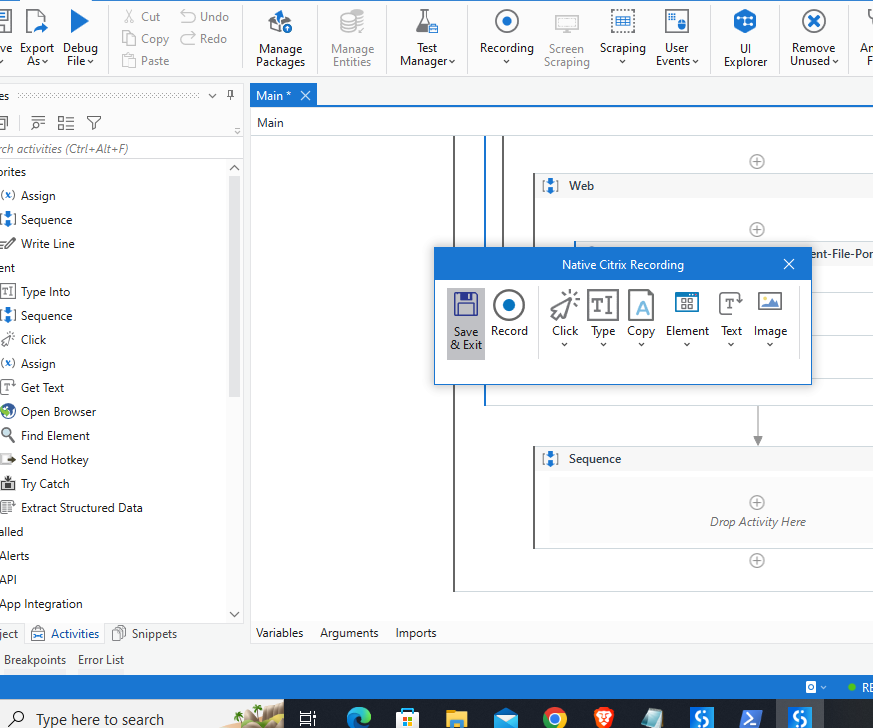 ve
Export As
Debug File
Cut
Copy
Paste
Undo
Redo
Manage Packages
Manage Entities
Test Manager
Recording
Screen Scraping
Scraping
User Events
UI Explorer
Remove Unused
An
F
es
Main *
Main
rch activities (Ctrl+Alt+F)
orites
Assign
Sequence
Write Line
ent
Type Into
Sequence
Click
Assign
Get Text
Open Browser
Find Element
Send Hotkey
Try Catch
Extract Structured Data
alled
Alerts
API
App Integration
ject
Activities
Snippets
Breakpoints
Error List
Web
ent-File-Por
Native Citrix Recording
Save & Exit
Record
Click
Type
Copy
Element
Text
Image
Sequence
Drop Activity Here
Variables
Arguments
Imports
RE
Type here to search